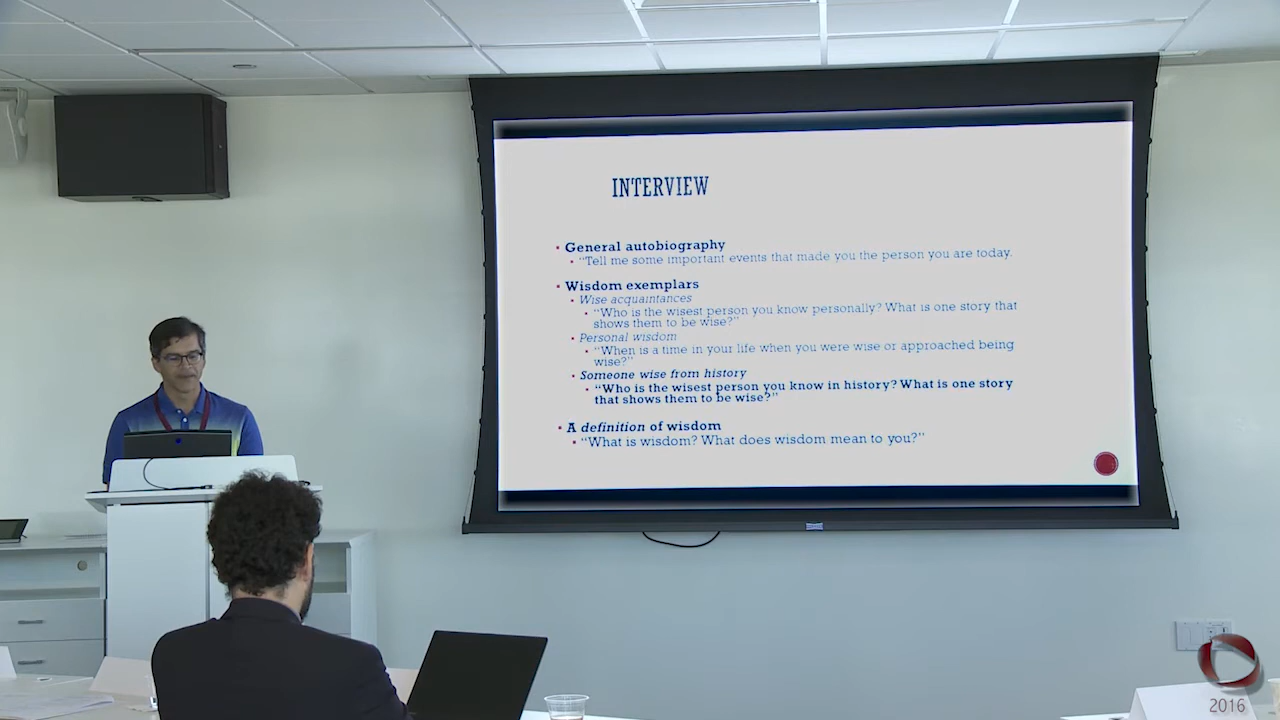 INTERVIEW
• General autobiography
• “Tell me some important events that made you the person you are today.
• Wisdom exemplars
• Wise acquaintances
• “Who is the wisest person you know personally? What is one story that
shows them to be wise?”
• Personal wisdom
• “When is a time in your life when you were wise or approached being
wise?”
• Someone wise from history
• “Who is the wisest person you know in history? What is one story
that shows them to be wise?”
• A definition of wisdom
• “What is wisdom? What does wisdom mean to you?”
2016